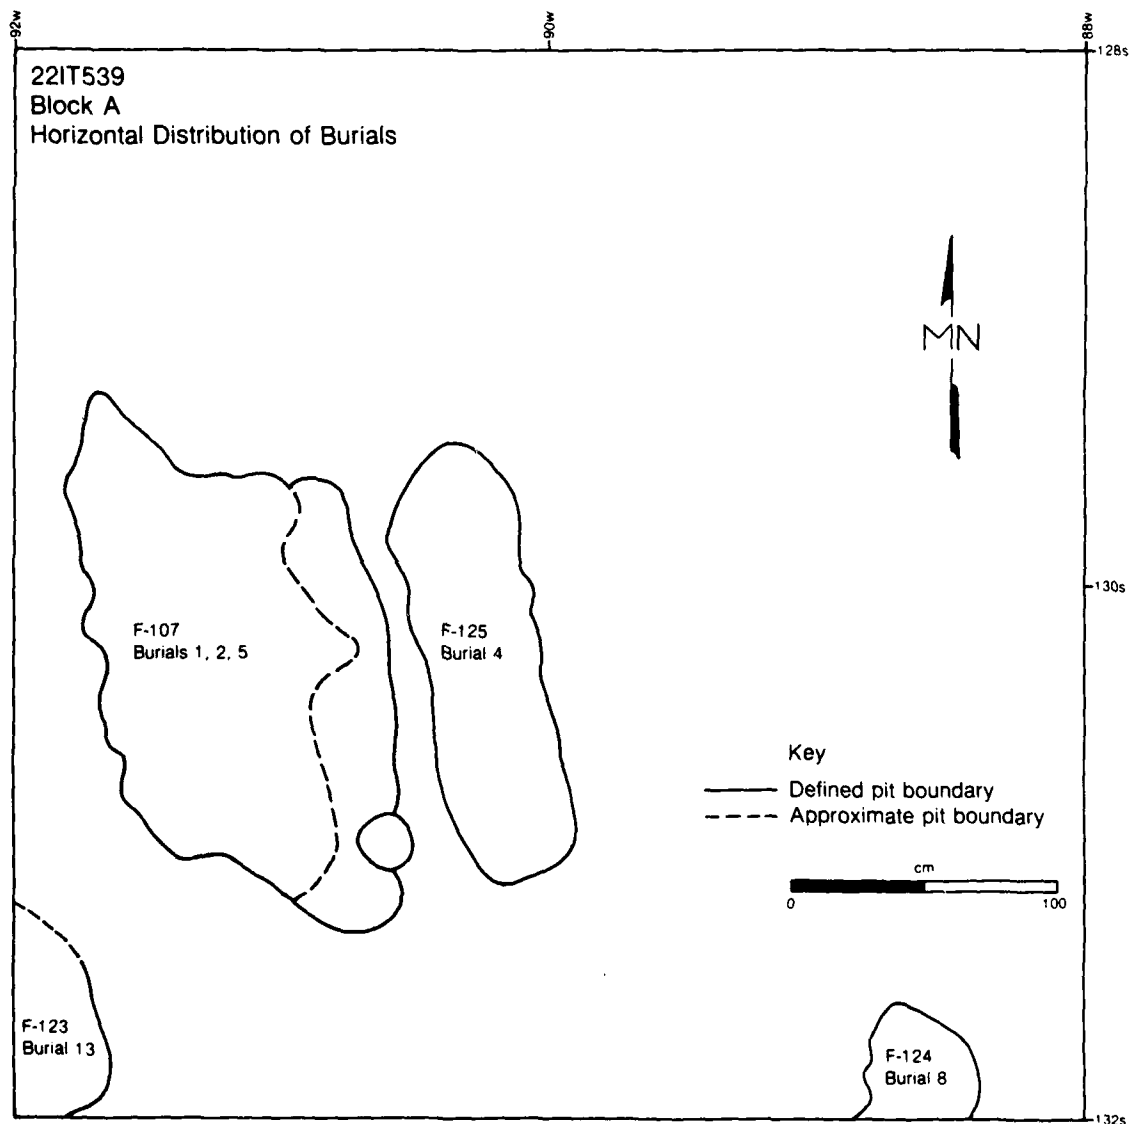 92w
90w
88w
128s
22IT539
Block A
Horizontal Distribution of Burials
MN
130s
F-107
Burials 1, 2, 5
F-125
Burial 4
Key
Defined pit boundary
Approximate pit boundary
cm
0 100
F-123
Burial 13
F-124
Burial 8
132s